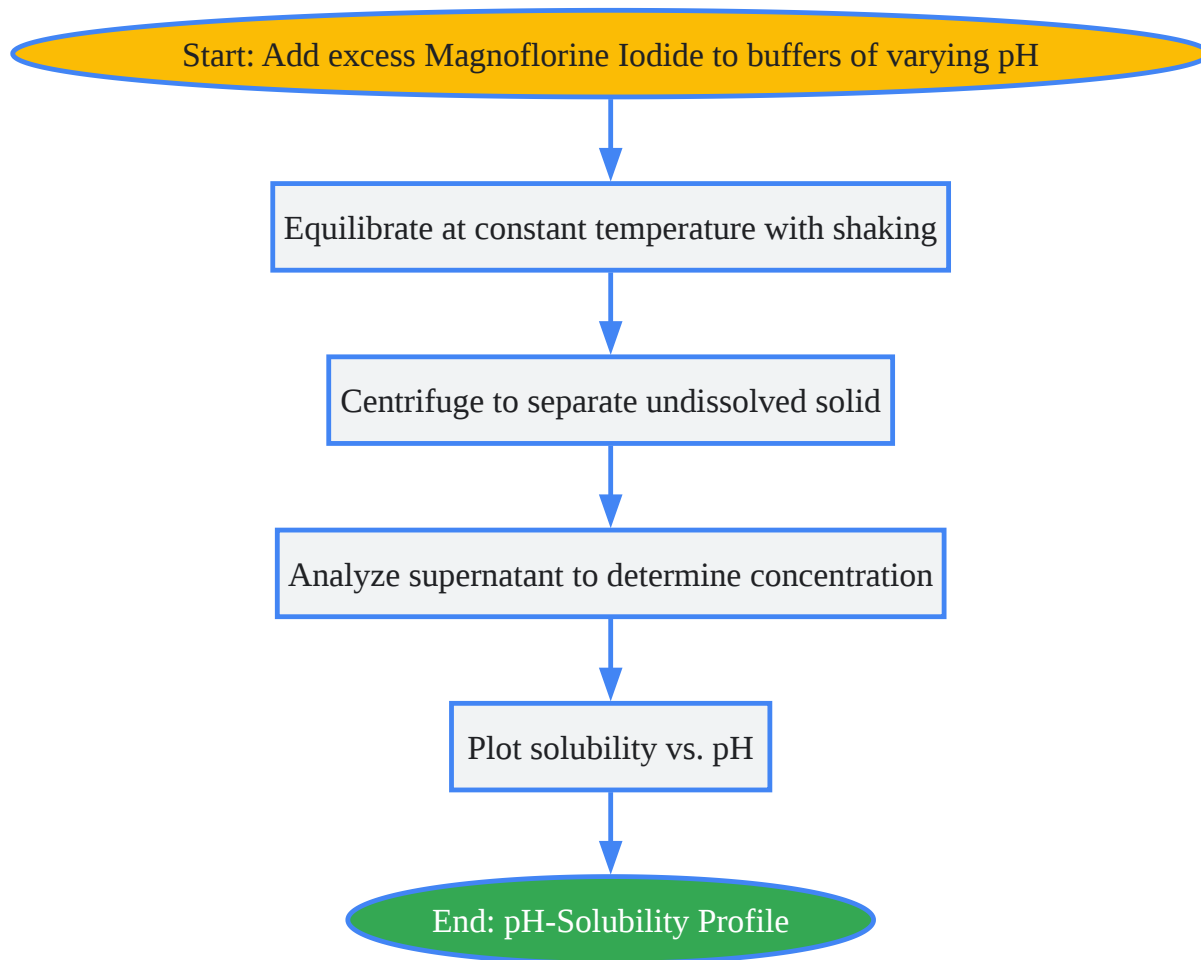 Start: Add excess Magnoflorine Iodide to buffers of varying pH
Equilibrate at constant temperature with shaking
Centrifuge to separate undissolved solid
Analyze supernatant to determine concentration
Plot solubility vs. pH
End: pH-Solubility Profile